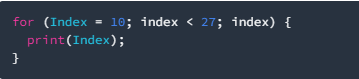 for (Index = 10; index < 27; index) {
  print(Index);
}